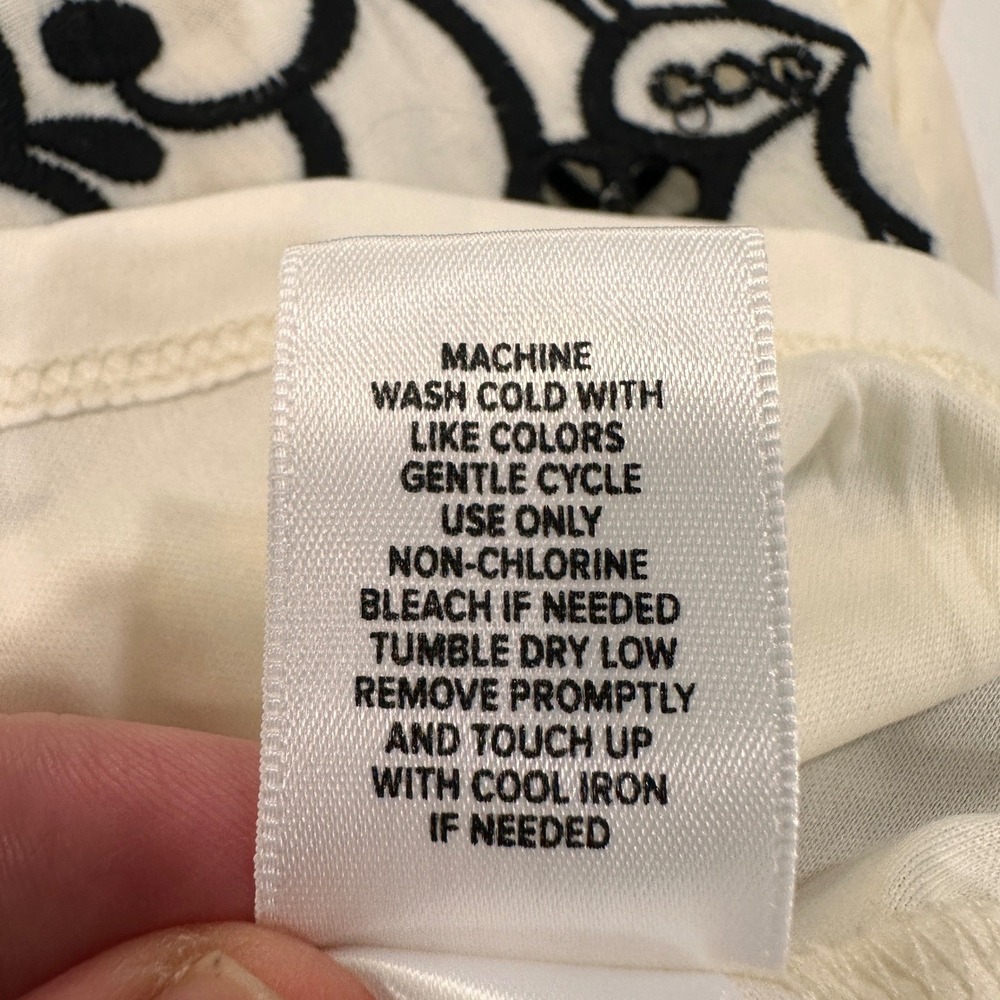 MACHINE
WASH COLD WITH
LIKE COLORS
GENTLE CYCLE
USE ONLY
NON-CHLORINE
BLEACH IF NEEDED
TUMBLE DRY LOW
REMOVE PROMPTLY
AND TOUCH UP
WITH COOL IRON
IF NEEDED